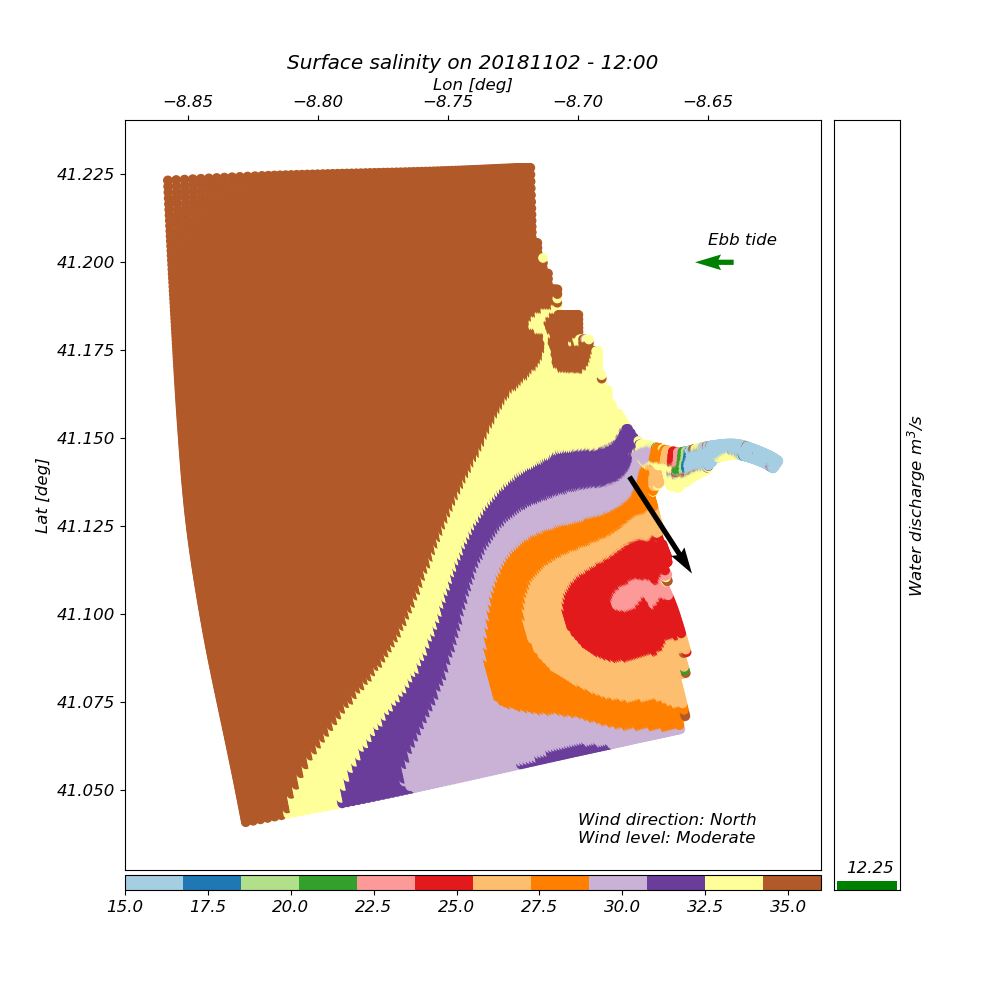 Surface salinity on 20181102 - 12:00
Lon [deg]
−8.85 −8.80 −8.75 −8.70 −8.65
41.225
41.200
41.175
41.150
41.125
41.100
41.075
41.050
Lat [deg]
Ebb tide
Wind direction: North
Wind level: Moderate
15.0 17.5 20.0 22.5 25.0 27.5 30.0 32.5 35.0
12.25
Water discharge m³/s